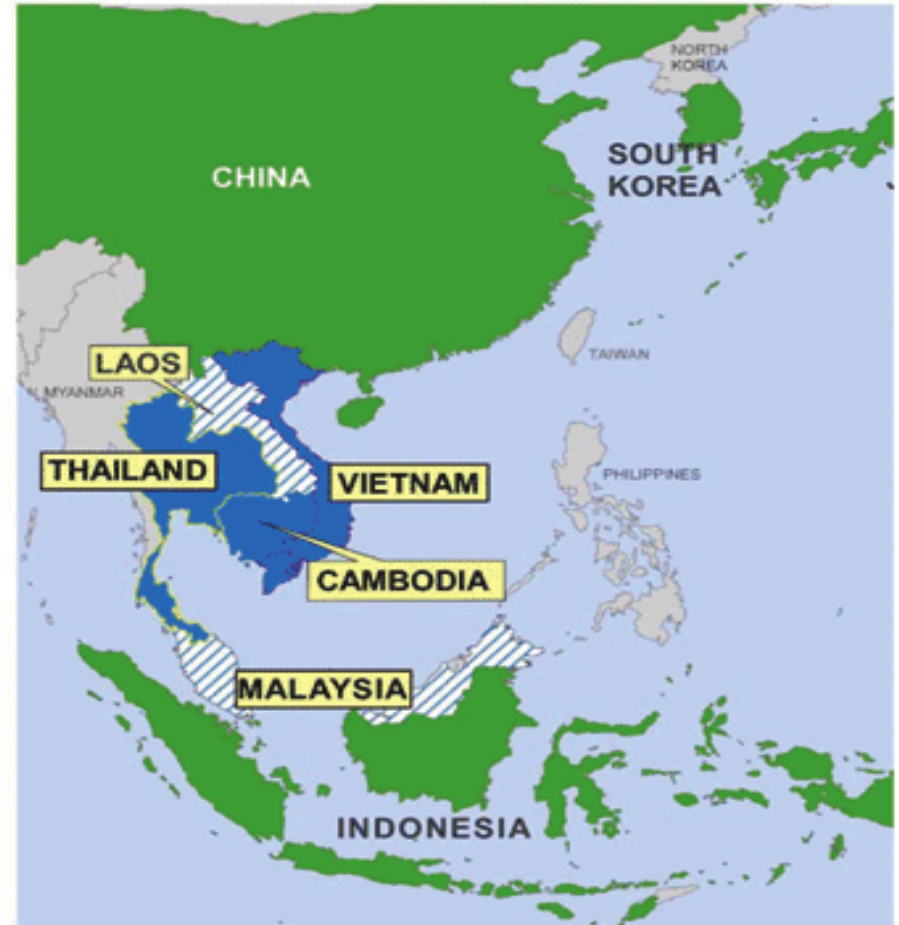 NORTH
KOREA
SOUTH
KOREA
CHINA
TAIWAN
LAOS
MYANMAR
THAILAND
VIETNAM
PHILIPPINES
CAMBODIA
MALAYSIA
INDONESIA